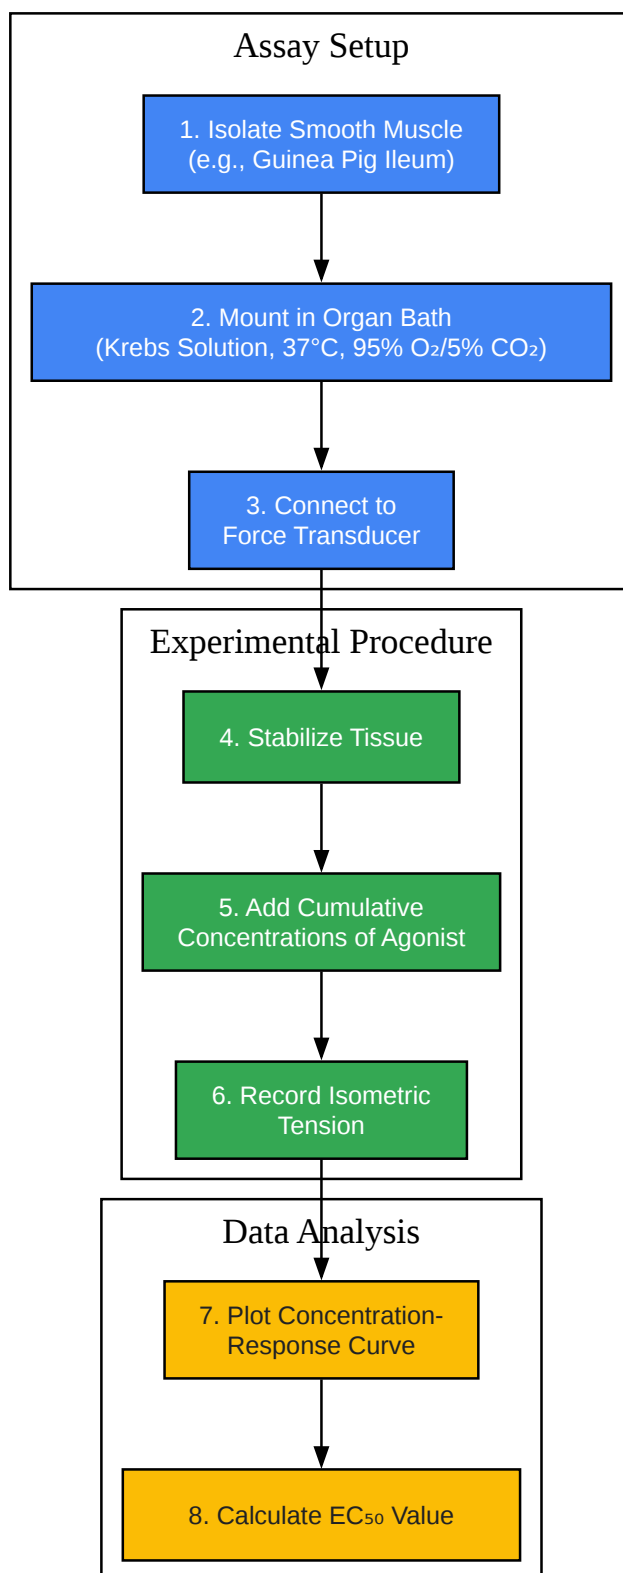 Assay Setup
1. Isolate Smooth Muscle
(e.g., Guinea Pig Ileum)
2. Mount in Organ Bath
(Krebs Solution, 37°C, 95% O₂/5% CO₂)
3. Connect to
Force Transducer
Experimental Procedure
4. Stabilize Tissue
5. Add Cumulative
Concentrations of Agonist
6. Record Isometric
Tension
Data Analysis
7. Plot Concentration-
Response Curve
8. Calculate EC₅₀ Value